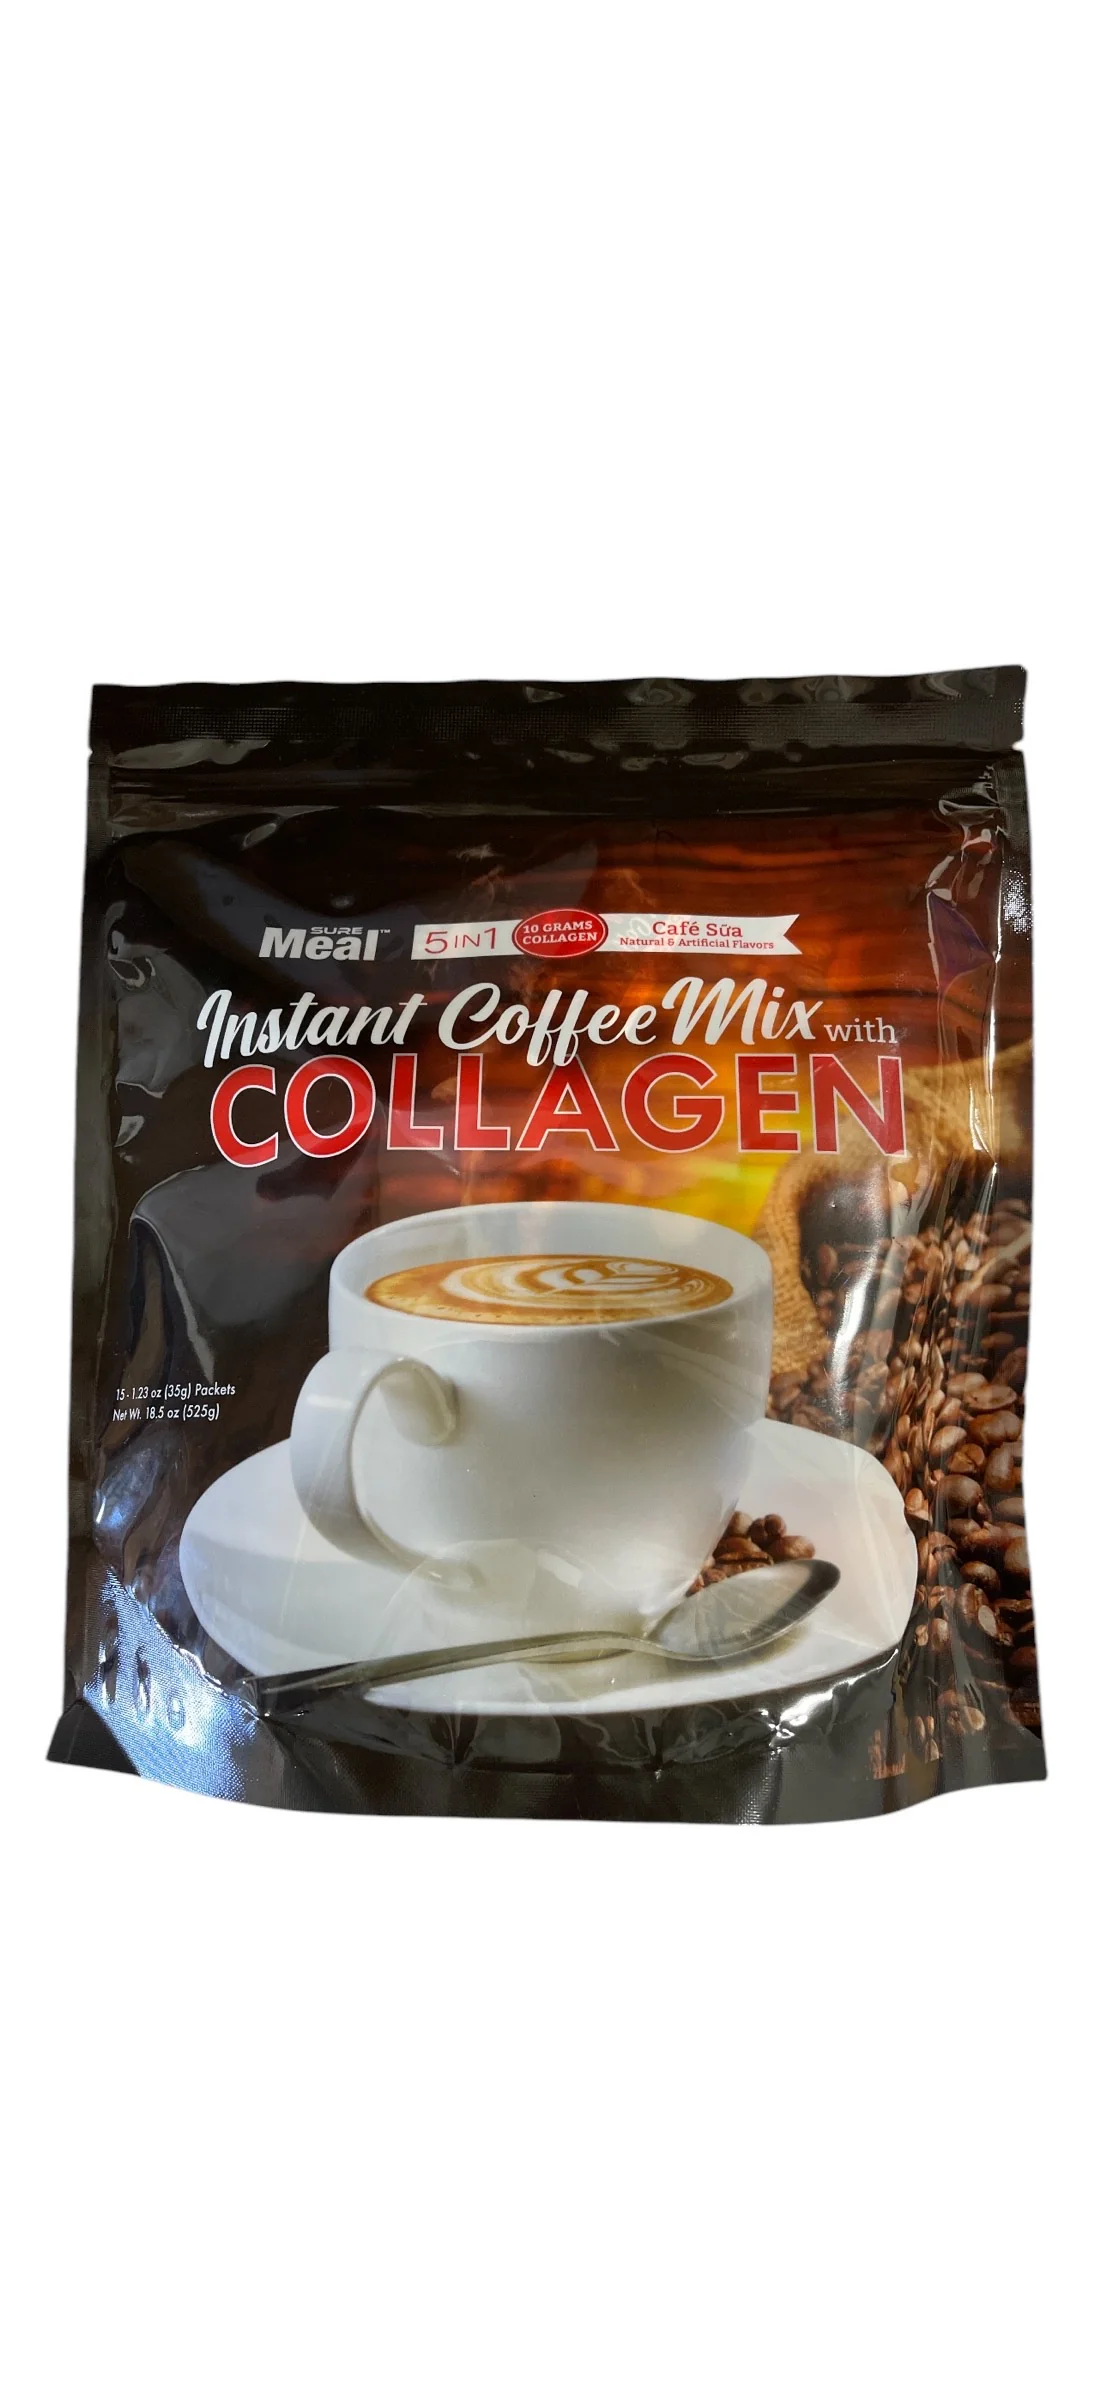 SURE
Meal™
5 IN 1
10 GRAMS
COLLAGEN
Café Sữa
Natural & Artificial Flavors
Instant Coffee Mix with
COLLAGEN
15 - 1.23 oz (35g) Packets
Net Wt. 18.5 oz (525g)